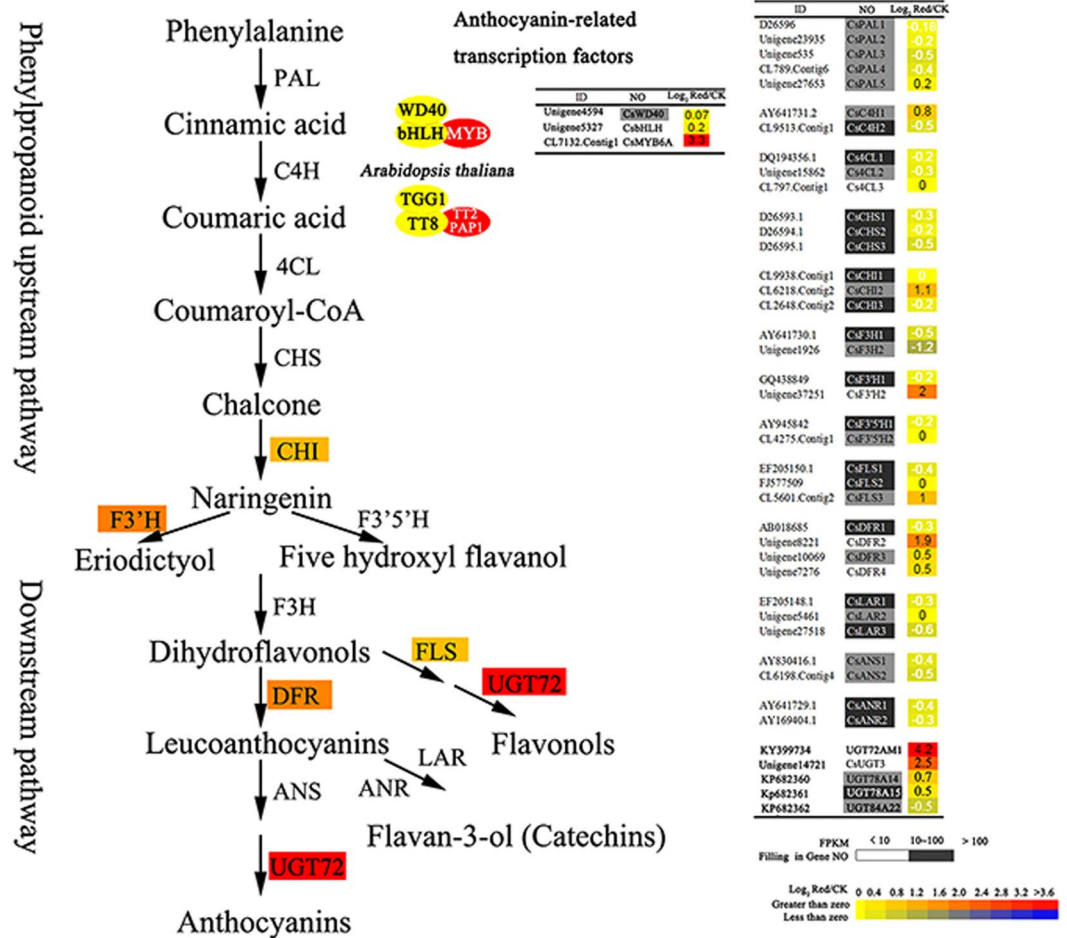 Phenylpropanoid upstream pathway
Downstream pathway
Phenylalanine
PAL
Cinnamic acid
C4H
Coumaric acid
4CL
Coumaroyl-CoA
CHS
Chalcone
CHI
Naringenin
F3’H
F3’5’H
Eriodictyol
Five hydroxyl flavanol
F3H
Dihydroflavonols
FLS
UGT72
DFR
Leucoanthocyanins
Flavonols
LAR
ANS
ANR
Flavan-3-ol (Catechins)
UGT72
Anthocyanins
WD40
bHLH MYB
Arabidopsis thaliana
TGG1
TT8
TT2
PAP1
Anthocyanin-related
transcription factors
ID NO Log₂ Red/CK
Unigene4594 CsWD40 0.07
Unigene5327 CsbHLH 0.2
CL7132.Contig1 CsMYB6A 3.3
ID NO Log₂ Red/CK
D26596 CsPAL1 -0.18
Unigene23935 CsPAL2 -0.2
Unigene535 CsPAL3 -0.5
CL789.Contig6 CsPAL4 -0.4
Unigene27653 CsPAL5 0.2
AY641731.2 CsC4H1 0.8
CL9513.Contig1 CsC4H2 -0.5
DQ194356.1 Cs4CL1 -0.2
Unigene15862 Cs4CL2 -0.3
CL797.Contig1 Cs4CL3 0
D26593.1 CsCHS1 -0.3
D26594.1 CsCHS2 -0.2
D26595.1 CsCHS3 -0.5
CL9938.Contig1 CsCHI1 0
CL6218.Contig2 CsCHI2 1.1
CL2648.Contig2 CsCHI3 -0.2
AY641730.1 CsF3H1 -0.5
Unigene1926 CsF3H2 -1.2
GQ438849 CsF3'H1 -0.2
Unigene37251 CsF3'H2 2
AY945842 CsF3'5'H1 -0.2
CL4275.Contig1 CsF3'5'H2 0
EF205150.1 CsFLS1 -0.4
FJ577509 CsFLS2 0
CL5601.Contig2 CsFLS3 1
AB018685 CsDFR1 -0.3
Unigene8221 CsDFR2 1.9
Unigene10069 CsDFR3 0.5
Unigene7276 CsDFR4 0.5
EF205148.1 CsLAR1 -0.3
Unigene5461 CsLAR2 0
Unigene27518 CsLAR3 -0.6
AY830416.1 CsANS1 -0.4
CL6198.Contig4 CsANS2 -0.5
AY641729.1 CsANR1 -0.4
AY169404.1 CsANR2 -0.3
KY399734 UGT72AM1 4.2
Unigene14721 CsUGT3 2.5
KP682360 UGT78A14 0.7
Kp682361 UGT78A15 0.5
KP682362 UGT84A22 -0.5
FPKM < 10 10~100 > 100
Filling in Gene NO
Log₂ Red/CK 0 0.4 0.8 1.2 1.6 2.0 2.4 2.8 3.2 >3.6
Greater than zero
Less than zero